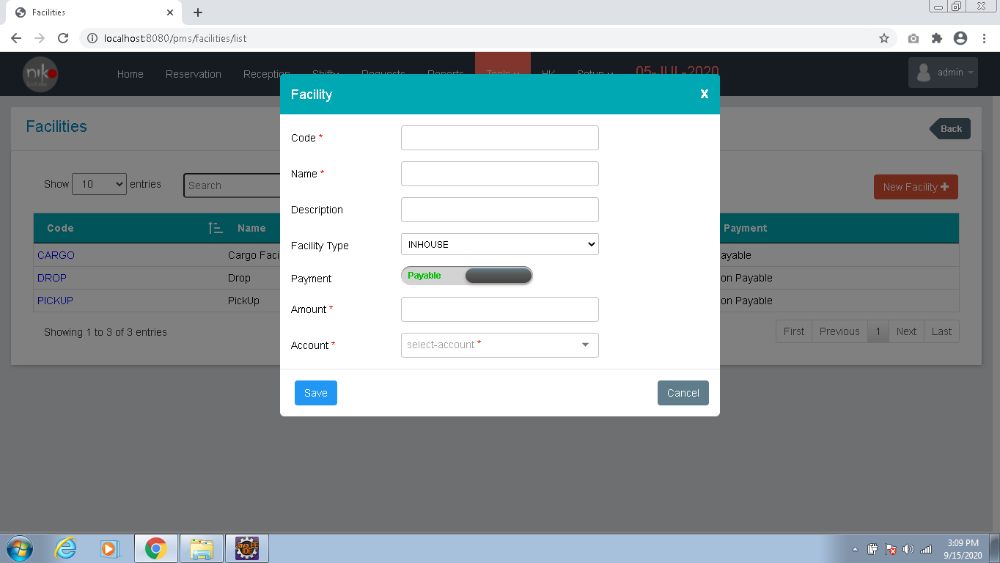 Facilities
localhost:8080/pms/facilities/list
niko
hotels
Home Reservation Reception Shifts Requests Reports Tools HK Setup 05-JUL-2020 admin
Facility X
Facilities
Back
Code *
Name *
Description
Facility Type INHOUSE
Payment Payable
Amount *
Account * select-account *
Save Cancel
Show 10 entries Search
New Facility +
Code Name Payment
CARGO Cargo Faci ayable
DROP Drop on Payable
PICKUP PickUp on Payable
Showing 1 to 3 of 3 entries
First Previous 1 Next Last
Java EE
IDE
3:09 PM
9/15/2020